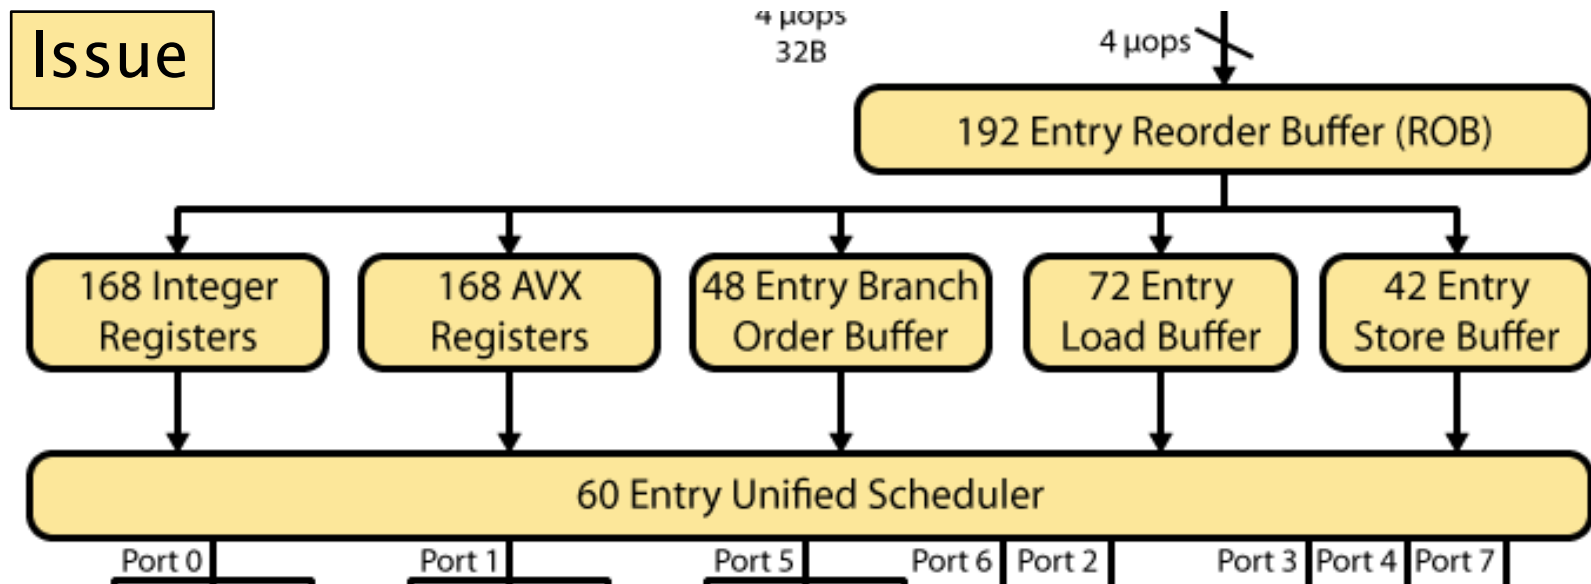 Issue
4 μops
32B
4 μops
192 Entry Reorder Buffer (ROB)
168 Integer
Registers
168 AVX
Registers
48 Entry Branch
Order Buffer
72 Entry
Load Buffer
42 Entry
Store Buffer
60 Entry Unified Scheduler
Port 0
Port 1
Port 5
Port 6
Port 2
Port 3
Port 4
Port 7